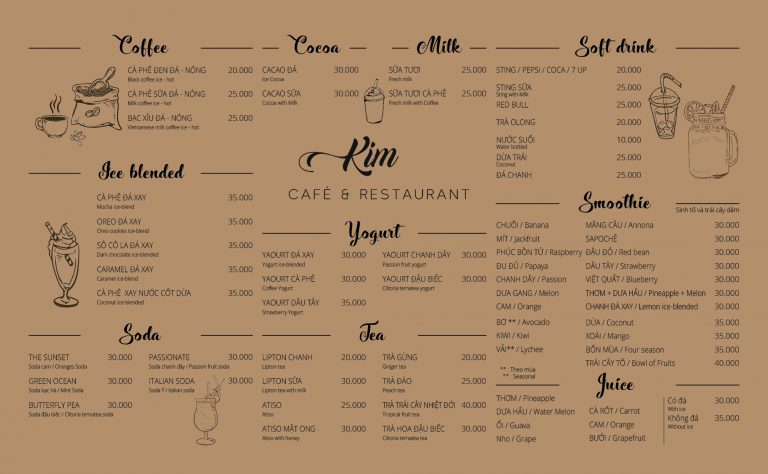 Coffee
CÀ PHÊ ĐEN ĐÁ - NÓNG 20.000
Black coffee ice - hot
CÀ PHÊ SỮA ĐÁ - NÓNG 25.000
Milk coffee ice - hot
BẠC XỈU ĐÁ - NÓNG 25.000
Vietnamese milk coffee ice - hot
Ice blended
CÀ PHÊ ĐÁ XAY 35.000
Mocha ice-blended
OREO ĐÁ XAY 35.000
Oreo cookies ice-blended
SÔ CÔ LA ĐÁ XAY 35.000
Dark chocolate ice-blended
CARAMEL ĐÁ XAY 35.000
Caramel ice-blended
CÀ PHÊ XAY NƯỚC CỐT DỪA 35.000
Coconut ice-blended
Soda
THE SUNSET 30.000
Soda cam / Oranges Soda
GREEN OCEAN 30.000
Soda bạc hà / Mint Soda
BUTTERFLY PEA 30.000
Soda đậu biếc / Clitoria ternatea soda
PASSIONATE 30.000
Soda chanh dây / Passion fruit soda
ITALIAN SODA 30.000
Soda Ý / Italian soda
Cocoa
CACAO ĐÁ 30.000
Ice Cocoa
CACAO SỮA 30.000
Cocoa with Milk
Milk
SỮA TƯƠI 25.000
Fresh milk
SỮA TƯƠI CÀ PHÊ 25.000
Fresh milk with Coffee
Kim
CAFÉ & RESTAURANT
Yogurt
YAOURT ĐÁ XAY 30.000
Yogurt ice-blended
YAOURT CÀ PHÊ 30.000
Coffee Yogurt
YAOURT DÂU TÂY 35.000
Strawberry Yogurt
YAOURT CHANH DÂY 35.000
Passion fruit yogurt
YAOURT ĐẬU BIẾC 30.000
Clitoria ternatea yogurt
Tea
LIPTON CHANH 20.000
Lipton tea
LIPTON SỮA 30.000
Lipton tea with milk
ATISO 25.000
Atiso
ATISO MẬT ONG 30.000
Atiso with honey
TRÀ GỪNG 20.000
Ginger tea
TRÀ ĐÀO 25.000
Peach tea
TRÀ TRÁI CÂY NHIỆT ĐỚI 40.000
Tropical fruit tea
TRÀ HOA ĐẬU BIẾC 30.000
Clitoria ternatea tea
Soft drink
STING / PEPSI / COCA / 7 UP 20.000
STING SỮA 25.000
Sting with Milk
RED BULL 25.000
TRÀ OLONG 20.000
NƯỚC SUỐI 10.000
Water bottled
DỪA TRÁI 25.000
Coconut
ĐÁ CHANH 25.000
Smoothie
Sinh tố và trái cây dầm
CHUỐI / Banana
MÍT / Jackfruit
PHÚC BỒN TỬ / Raspberry
ĐU ĐỦ / Papaya
CHANH DÂY / Passion
DƯA GANG / Melon
CAM / Orange
BƠ ** / Avocado
KIWI / Kiwi
VẢI** / Lychee
** : Theo mùa
** : Seasonal
MÃNG CẦU / Annona 30.000
SAPOCHÊ 30.000
ĐẬU ĐỎ / Red bean 30.000
DÂU TÂY / Strawberry 30.000
VIỆT QUẤT / Blueberry 30.000
THƠM + DƯA HẤU / Pineapple + Melon 30.000
CHANH ĐÁ XAY / Lemon ice-blended 30.000
DỪA / Coconut 35.000
XOÀI / Mango 35.000
BỐN MÙA / Four season 35.000
TRÁI CÂY TÔ / Bowl of Fruits 40.000
Juice
THƠM / Pineapple
DƯA HẤU / Water Melon
ỔI / Guava
Nho / Grape
CÀ RỐT / Carrot
CAM / Orange
BƯỞI / Grapefruit
Có đá 30.000
With ice
Không đá 35.000
Without ice